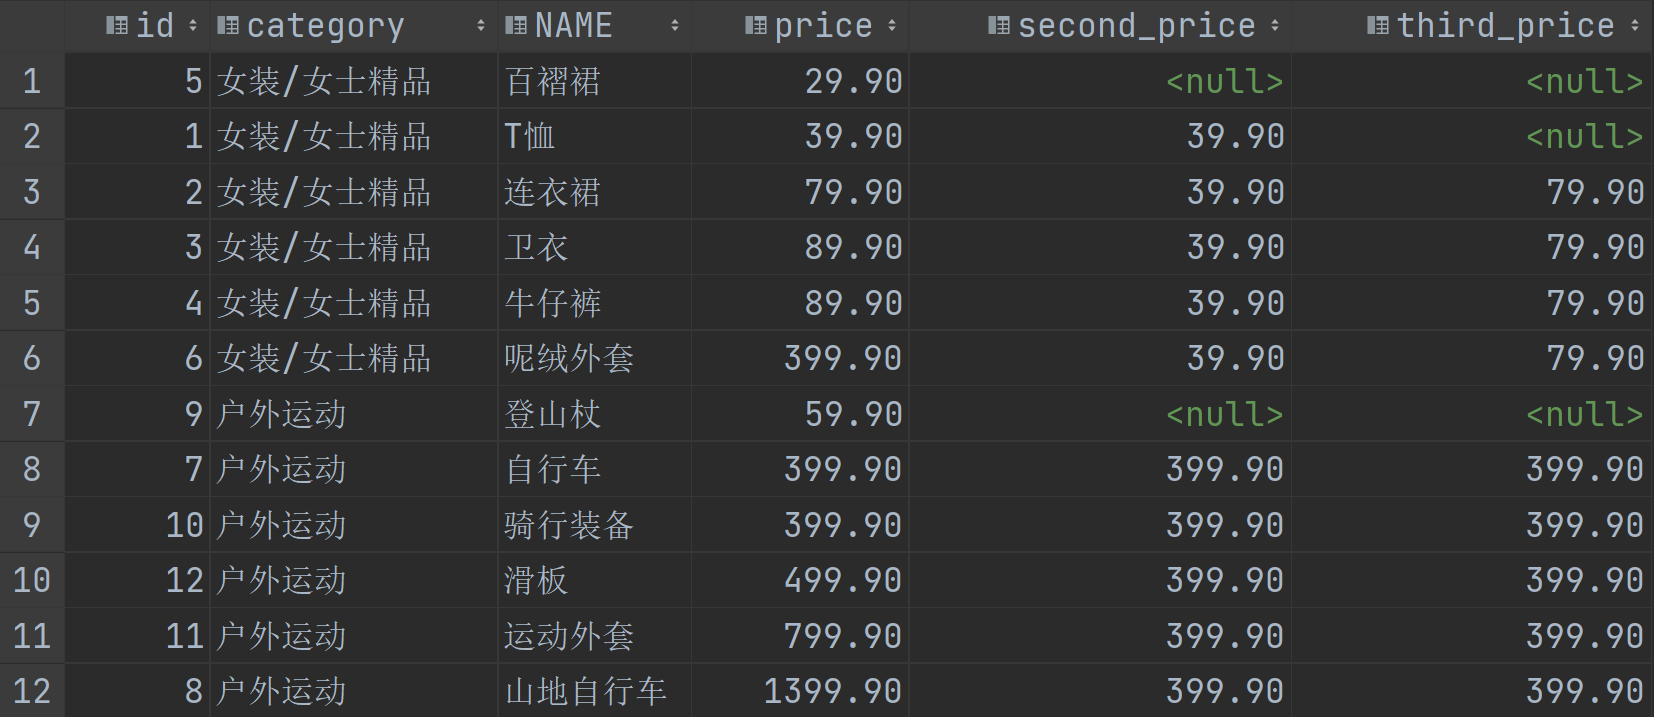 id category NAME price second_price third_price
1 5 女装/女士精品 百褶裙 29.90 <null> <null>
2 1 女装/女士精品 T恤 39.90 39.90 <null>
3 2 女装/女士精品 连衣裙 79.90 39.90 79.90
4 3 女装/女士精品 卫衣 89.90 39.90 79.90
5 4 女装/女士精品 牛仔裤 89.90 39.90 79.90
6 6 女装/女士精品 呢绒外套 399.90 39.90 79.90
7 9 户外运动 登山杖 59.90 <null> <null>
8 7 户外运动 自行车 399.90 399.90 399.90
9 10 户外运动 骑行装备 399.90 399.90 399.90
10 12 户外运动 滑板 499.90 399.90 399.90
11 11 户外运动 运动外套 799.90 399.90 399.90
12 8 户外运动 山地自行车 1399.90 399.90 399.90